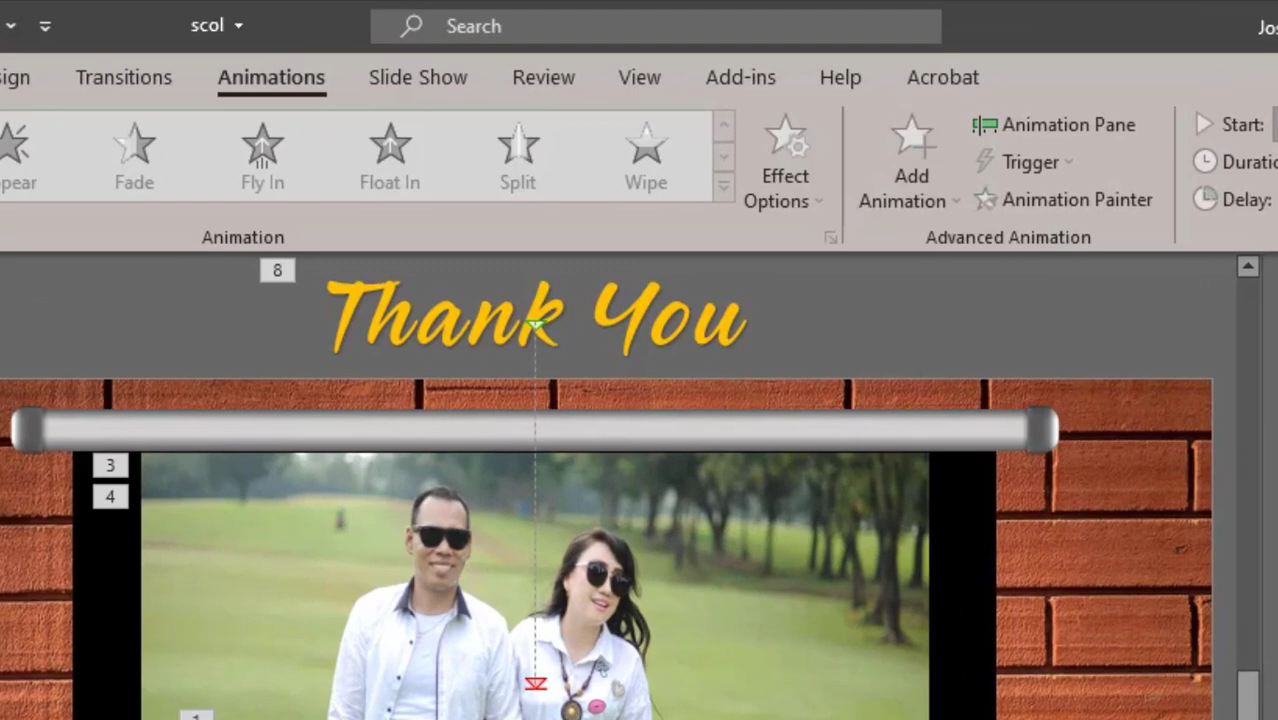 scol
Search
Jos
ign Transitions Animations Slide Show Review View Add-ins Help Acrobat
pear Fade Fly In Float In Split Wipe
Effect
Options
Add
Animation
Animation Pane
Trigger
Animation Painter
Start:
Duratio
Delay:
Animation
Advanced Animation
8
Thank You
3
4
1